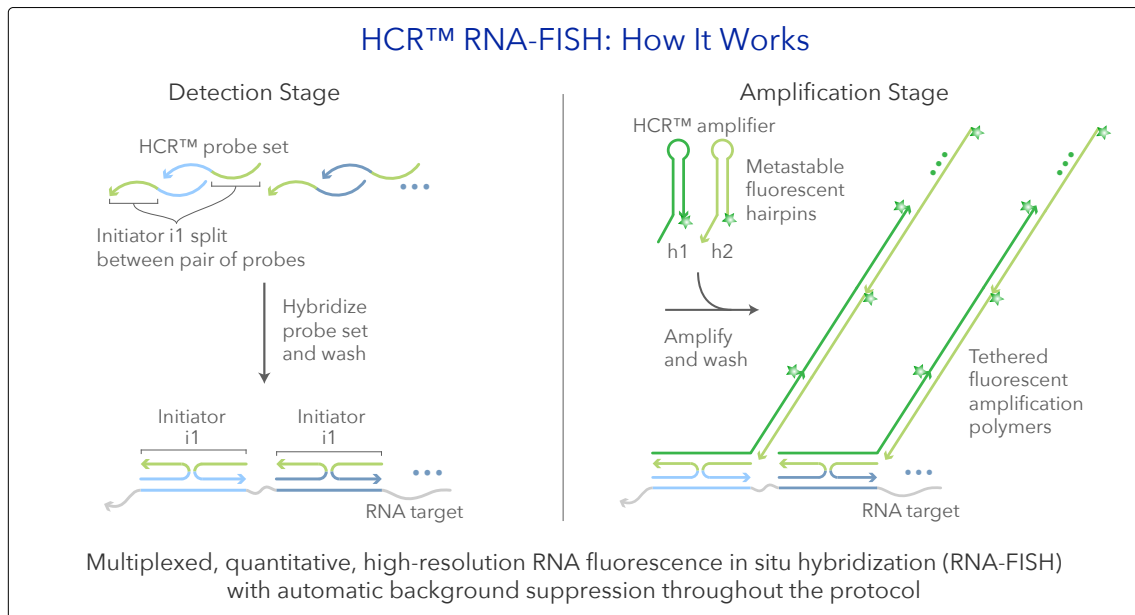 HCR™ RNA-FISH: How It Works
Detection Stage
HCR™ probe set
Initiator i1 split
between pair of probes
Hybridize
probe set
and wash
Initiator
i1
Initiator
i1
RNA target
Amplification Stage
HCR™ amplifier
Metastable
fluorescent
hairpins
h1
h2
Amplify
and wash
Tethered
fluorescent
amplification
polymers
RNA target
Multiplexed, quantitative, high-resolution RNA fluorescence in situ hybridization (RNA-FISH)
with automatic background suppression throughout the protocol